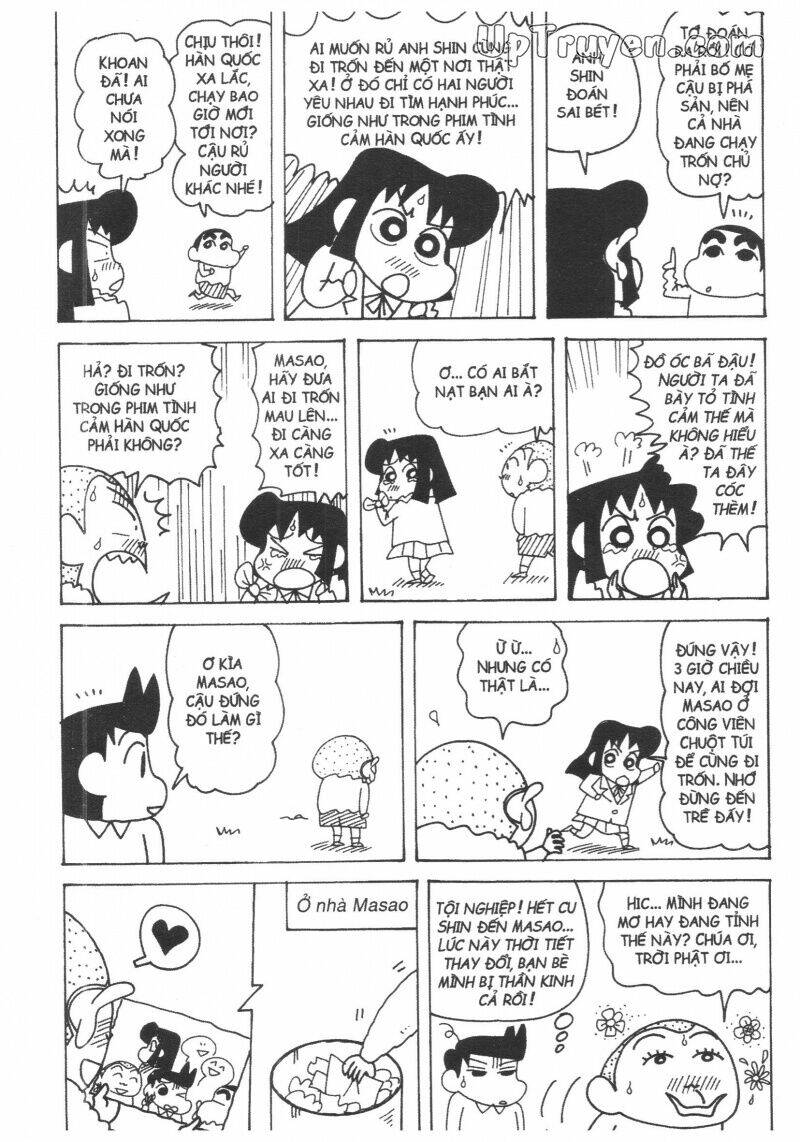 UpTruyen.com
TỚ ĐOÁN
RA RỒI! CÓ
PHẢI BỐ MẸ
CẬU BỊ PHÁ
SẢN, NÊN
CẢ NHÀ
ĐANG CHẠY
TRỐN CHỦ
NỢ?
ANH
SHIN
ĐOÁN
SAI BÉT!
AI MUỐN RỦ ANH SHIN CÙNG
ĐI TRỐN ĐẾN MỘT NƠI THẬT
XA! Ở ĐÓ CHỈ CÓ HAI NGƯỜI
YÊU NHAU ĐI TÌM HẠNH PHÚC...
GIỐNG NHƯ TRONG PHIM TÌNH
CẢM HÀN QUỐC ẤY!
CHỊU THÔI!
HÀN QUỐC
XA LẮC,
CHẠY BAO
GIỜ MỚI
TỚI NƠI?
CẬU RỦ
NGƯỜI
KHÁC NHÉ!
KHOAN
ĐÃ! AI
CHƯA
NÓI
XONG
MÀ!
ĐỒ ÓC BÃ ĐẬU!
NGƯỜI TA ĐÃ
BÀY TỎ TÌNH
CẢM THẾ MÀ
KHÔNG HIỂU
À? ĐÃ THẾ
TA ĐÂY
CÓC
THÈM!
Ơ... CÓ AI BẮT
NẠT BẠN AI À?
MASAO,
HÃY ĐƯA
AI ĐI TRỐN
MAU LÊN...
ĐI CÀNG
XA CÀNG
TỐT!
HẢ? ĐI TRỐN?
GIỐNG NHƯ
TRONG PHIM TÌNH
CẢM HÀN QUỐC
PHẢI KHÔNG?
ĐÚNG VẬY!
3 GIỜ CHIỀU
NAY, AI ĐỢI
MASAO Ở
CÔNG VIÊN
CHUỘT TÚI
ĐỂ CÙNG ĐI
TRỐN. NHỚ
ĐỪNG ĐẾN
TRỄ ĐẤY!
Ừ Ừ...
NHƯNG CÓ
THẬT LÀ...
Ơ KÌA
MASAO,
CẬU ĐỨNG
ĐÓ LÀM GÌ
THẾ?
HIC... MÌNH ĐANG
MƠ HAY ĐANG TỈNH
THẾ NÀY? CHÚA ƠI,
TRỜI PHẬT ƠI...
TỘI NGHIỆP! HẾT CU
SHIN ĐẾN MASAO...
LÚC NÀY THỜI TIẾT
THAY ĐỔI, BẠN BÈ
MÌNH BỊ THẦN KINH
CẢ RỒI!
Ở nhà Masao